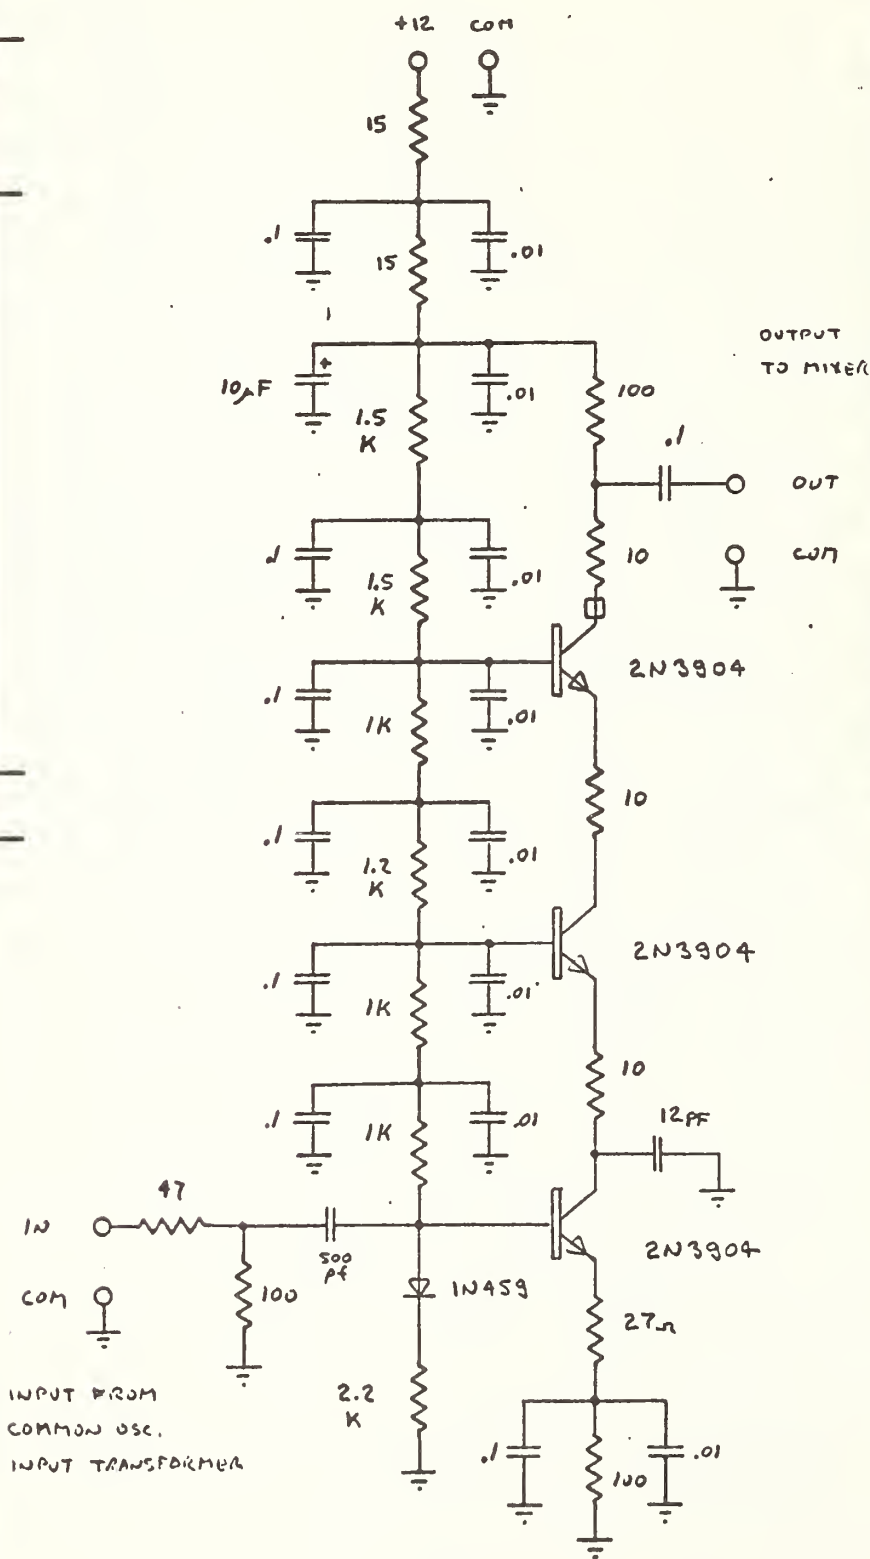 +12 COM
15
.1
15
.01
10µF
+
.01
1.5
K
100
OUTPUT
TO MIXER
.1
OUT
COM
.1
1.5
K
.01
10
2N3904
.1
1K
.01
10
.1
1.2
K
.01
2N3904
.1
1K
.01
10
.1
1K
.01
12PF
IN
47
500
pf
2N3904
COM
100
1N459
27Ω
INPUT FROM
COMMON OSC.
INPUT TRANSFORMER
2.2
K
.1
100
.01